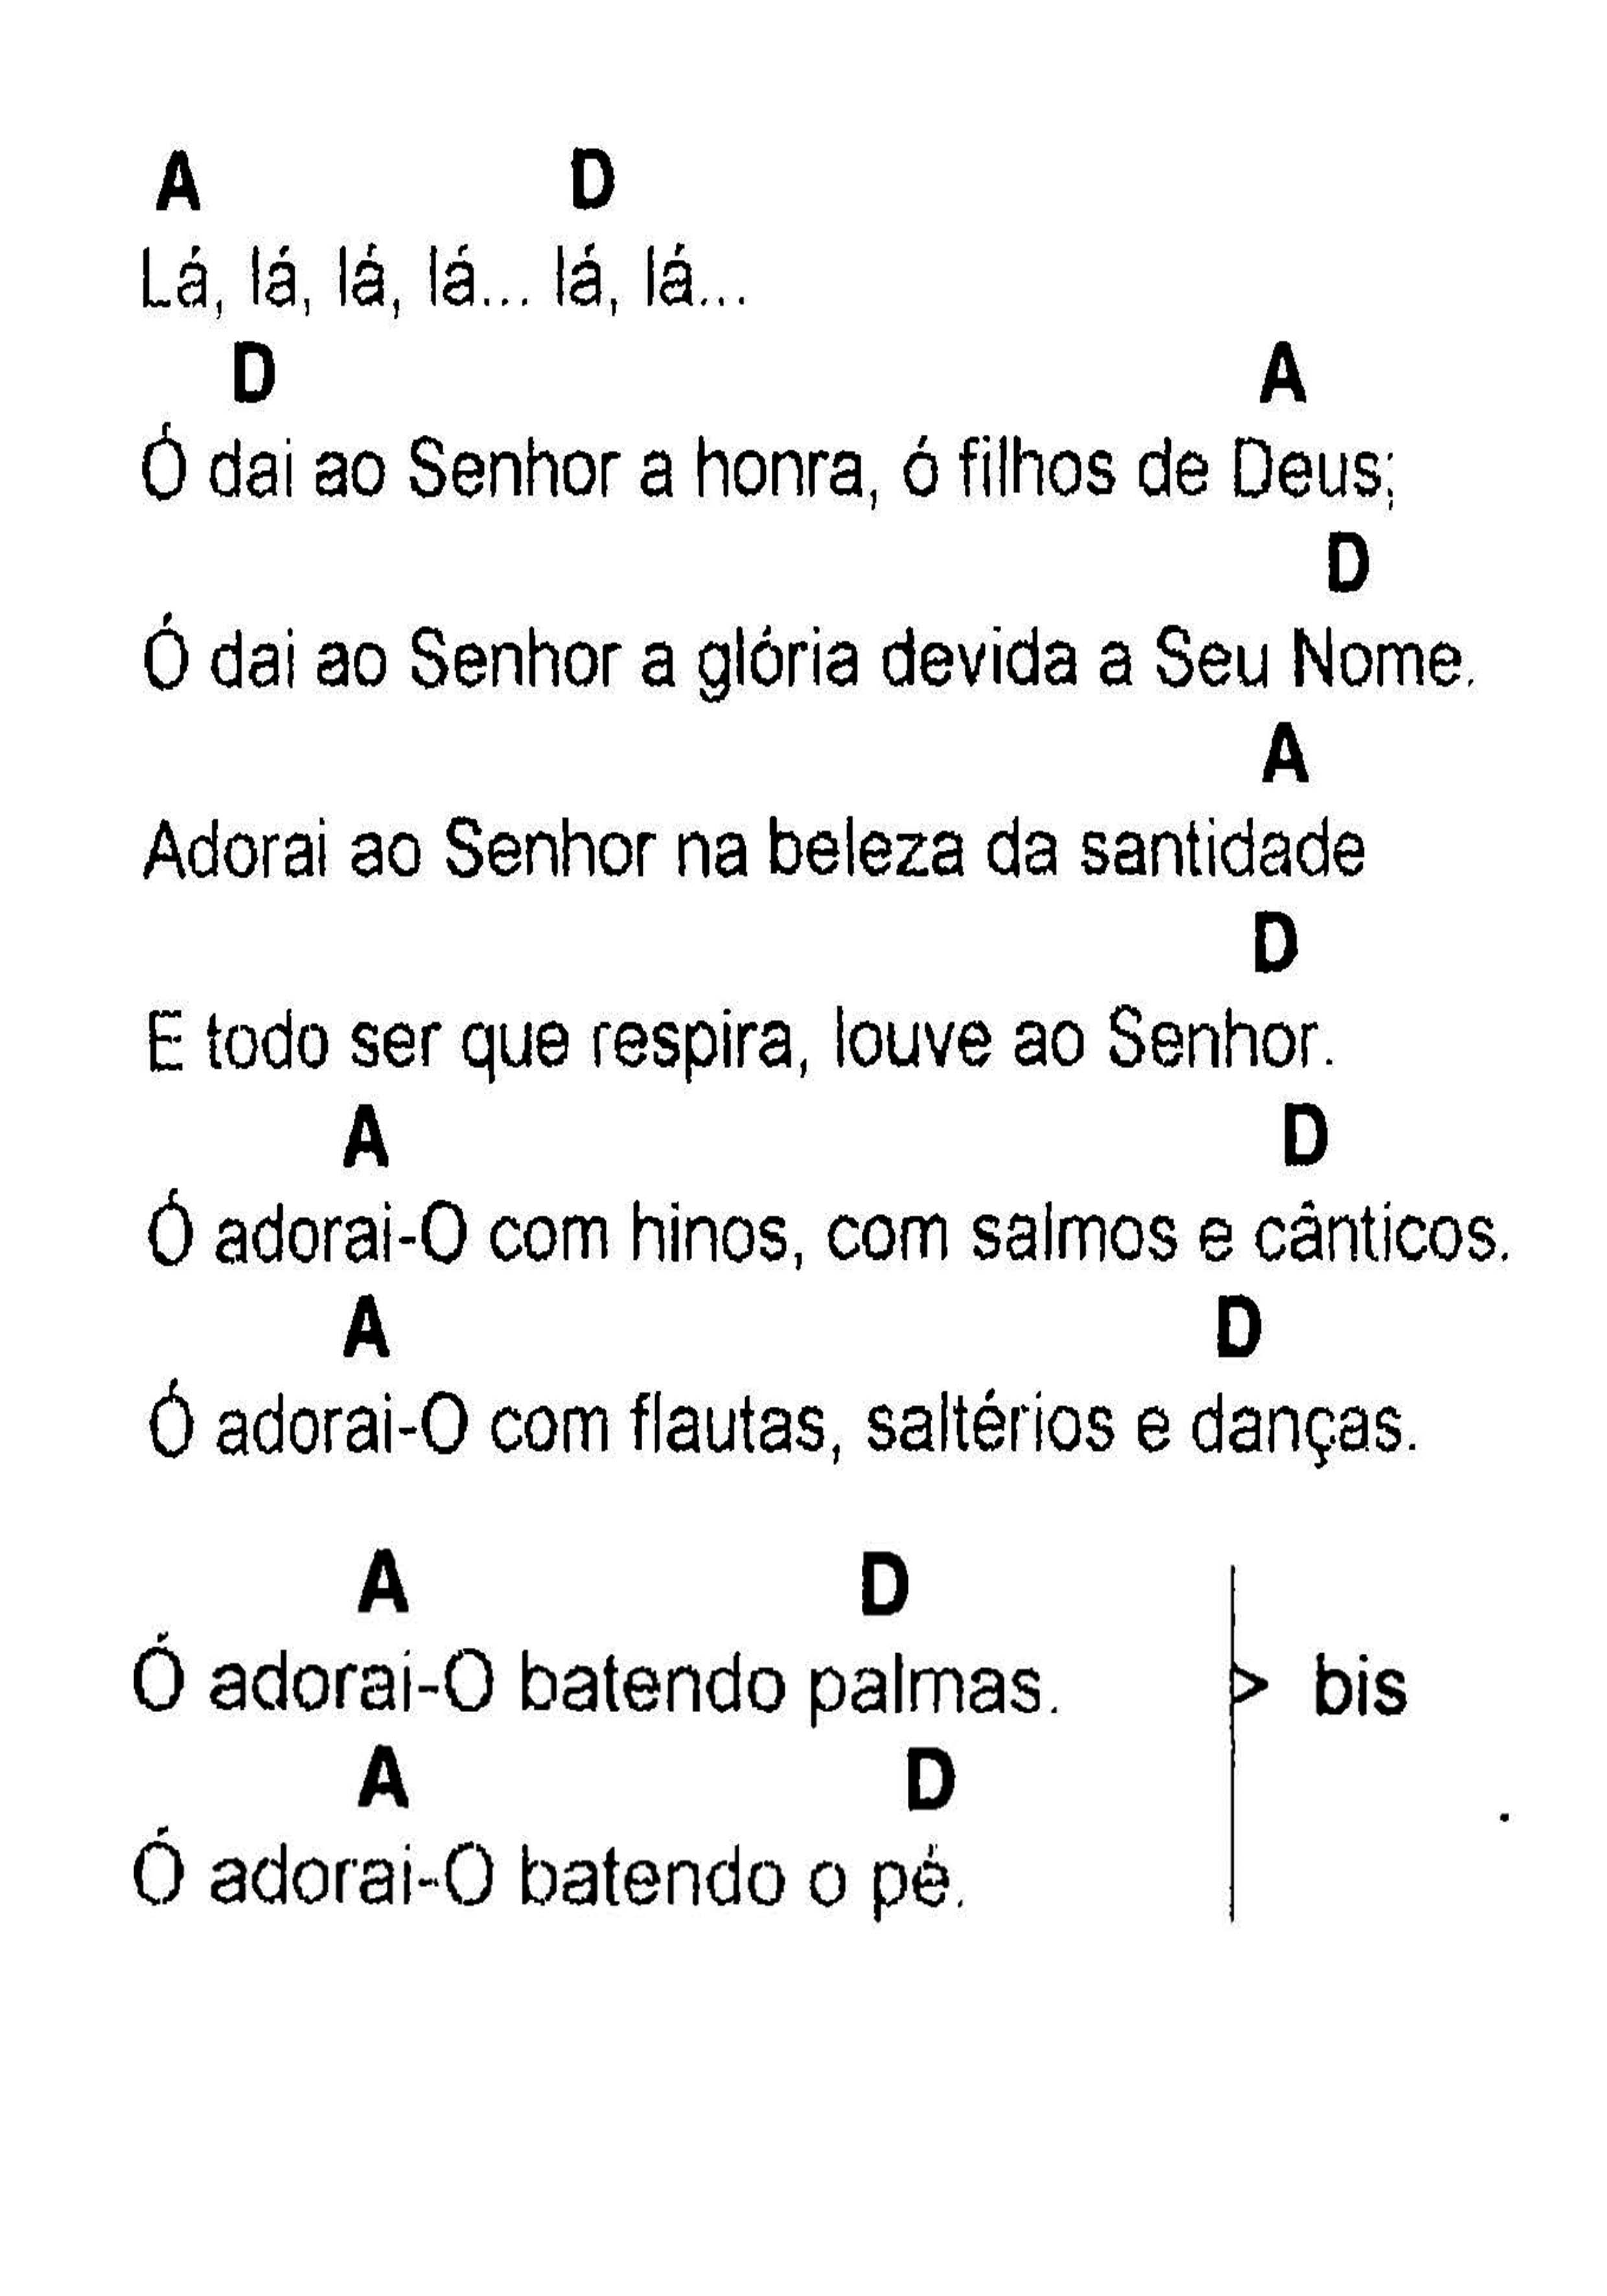 A D
Lá, lá, lá, lá... lá, lá...
D A
Ó dai ao Senhor a honra, ó filhos de Deus;
D
Ó dai ao Senhor a glória devida a Seu Nome.
A
Adorai ao Senhor na beleza da santidade
D
E todo ser que respira, louve ao Senhor.
A D
Ó adorai-O com hinos, com salmos e cânticos.
A D
Ó adorai-O com flautas, saltérios e danças.
A D
Ó adorai-O batendo palmas. > bis
A D
Ó adorai-O batendo o pé.